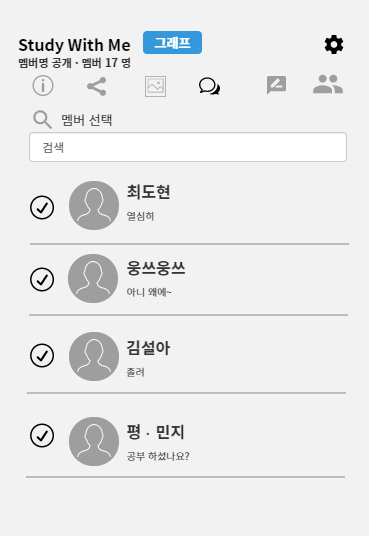 Study With Me
그래프
멤버명 공개 · 멤버 17 명
멤버 선택
검색
최도현
열심히
웅쓰웅쓰
아니 왜에~
김설아
졸려
평 · 민지
공부 하셨나요?